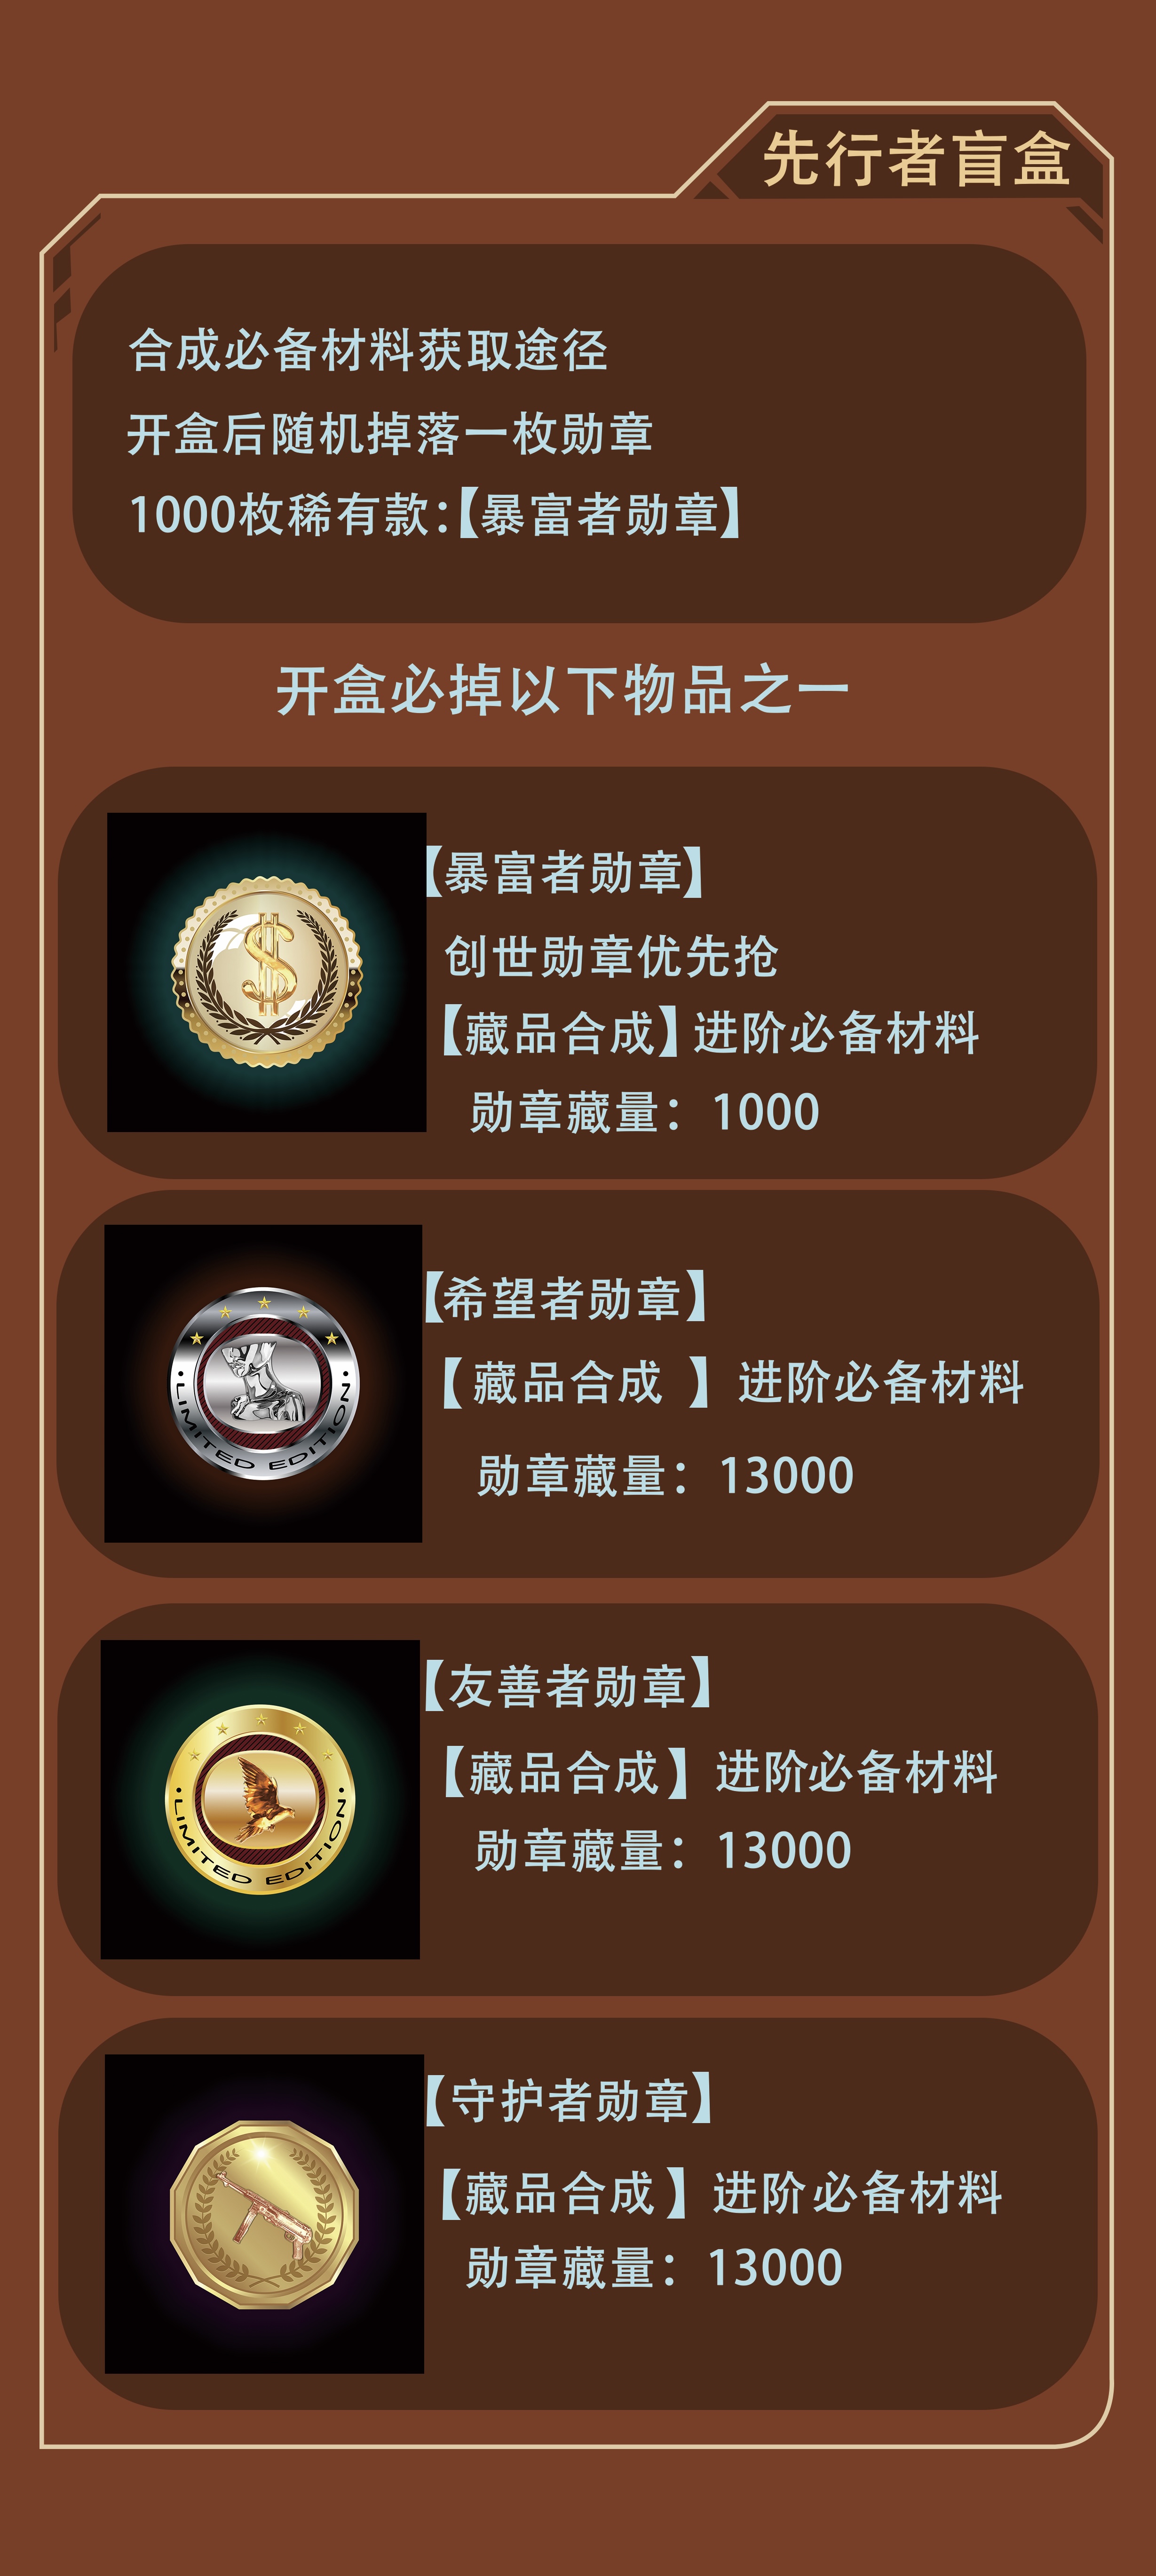 先行者盲盒
合成必备材料获取途径
开盒后随机掉落一枚勋章
1000枚稀有款:【暴富者勋章】
开盒必掉以下物品之一
【暴富者勋章】
创世勋章优先抢
【藏品合成】进阶必备材料
勋章藏量：1000
【希望者勋章】
【藏品合成 】进阶必备材料
勋章藏量：13000
LIMITED EDITION
【友善者勋章】
【藏品合成】进阶必备材料
勋章藏量：13000
LIMITED EDITION
【守护者勋章】
【藏品合成】进阶必备材料
勋章藏量：13000